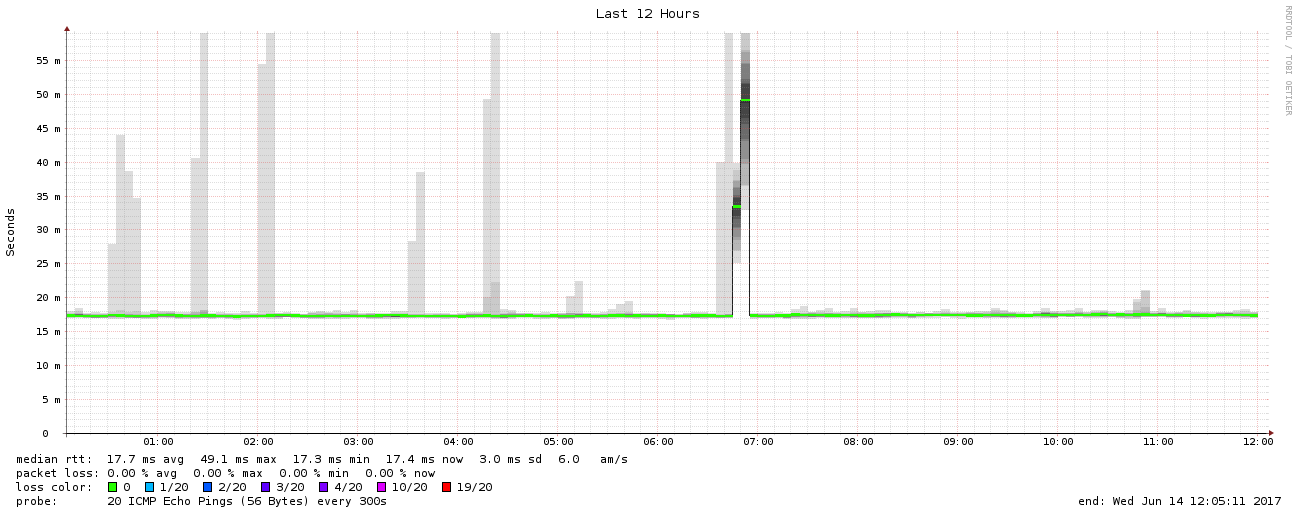 Last 12 Hours
RRDTOOL / TOBI OETIKER
Seconds
55 m
50 m
45 m
40 m
35 m
30 m
25 m
20 m
15 m
10 m
5 m
0
01:00 02:00 03:00 04:00 05:00 06:00 07:00 08:00 09:00 10:00 11:00 12:00
median rtt: 17.7 ms avg 49.1 ms max 17.3 ms min 17.4 ms now 3.0 ms sd 6.0 am/s
packet loss: 0.00 % avg 0.00 % max 0.00 % min 0.00 % now
loss color: 0 1/20 2/20 3/20 4/20 10/20 19/20
probe: 20 ICMP Echo Pings (56 Bytes) every 300s end: Wed Jun 14 12:05:11 2017